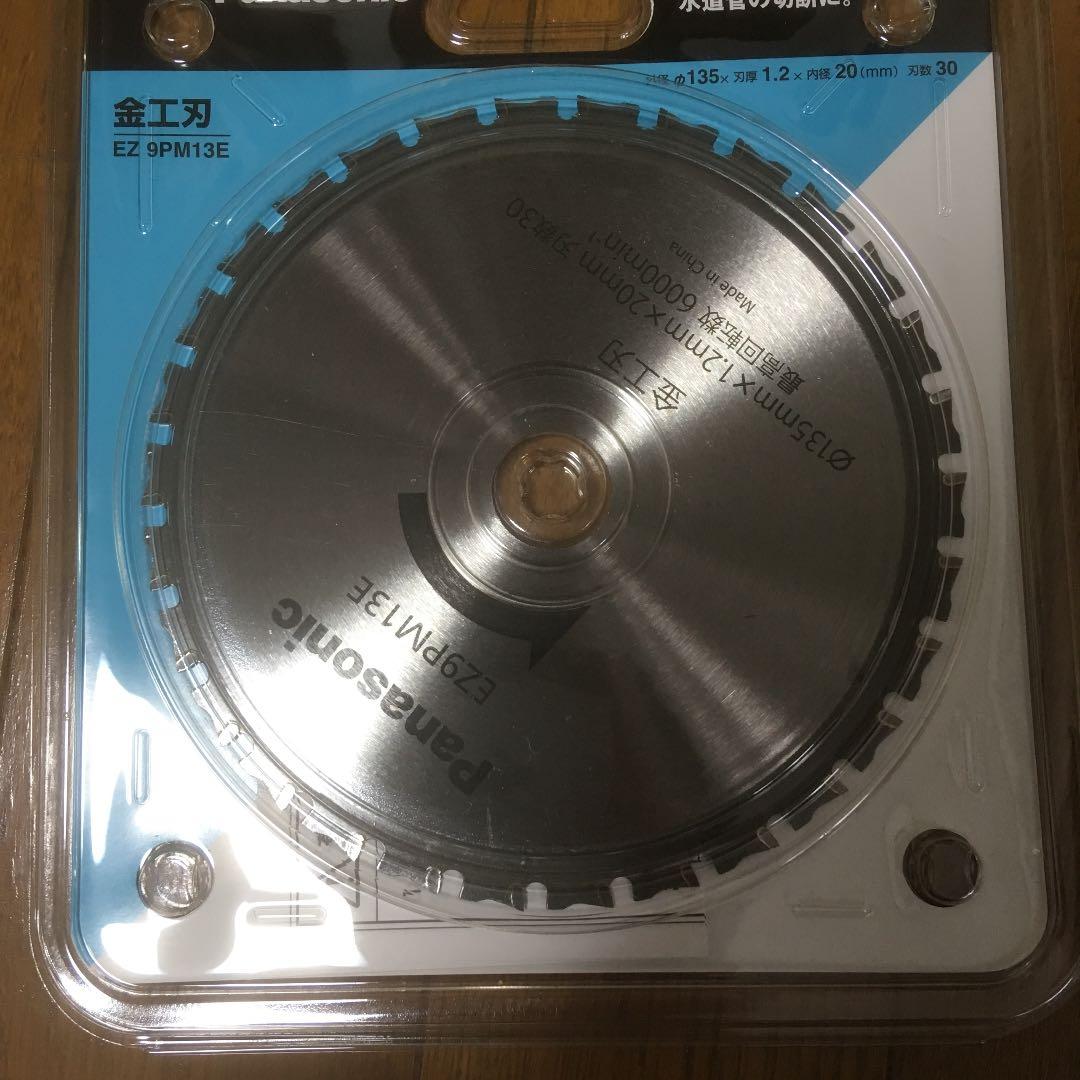 Panasonic
水道管の切断に。
外径 φ135× 刃厚 1.2× 内径 20(mm) 刃数 30
金工刃
EZ 9PM13E
Ø135mm×1.2mm×20mm 刃数30
最高回転数 6000min⁻¹
Made in China
金工刃
Panasonic
EZ9PM13E